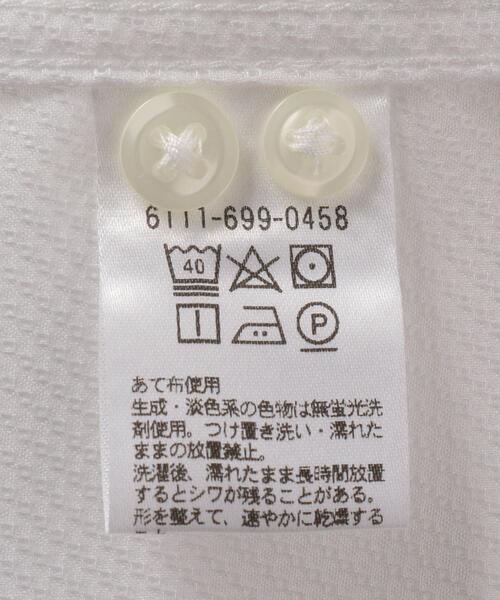 6111-699-0458
40
P
あて布使用
生成・淡色系の色物は無蛍光洗
剤使用。つけ置き洗い・濡れた
ままの放置禁止。
洗濯後、濡れたまま長時間放置
するとシワが残ることがある。
形を整えて、速やかに乾燥する